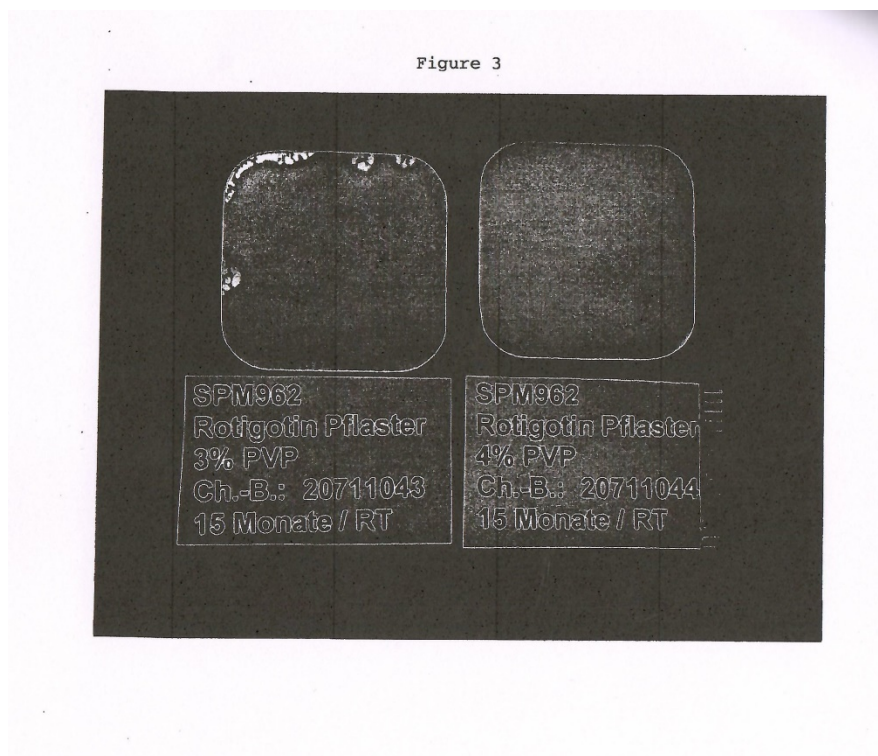 Figure 3
SPM962
Rotigotin Pflaster
3% PVP
Ch.-B.: 20711043
15 Monate / RT
SPM962
Rotigotin Pflaster
4% PVP
Ch.-B.: 20711044
15 Monate / RT